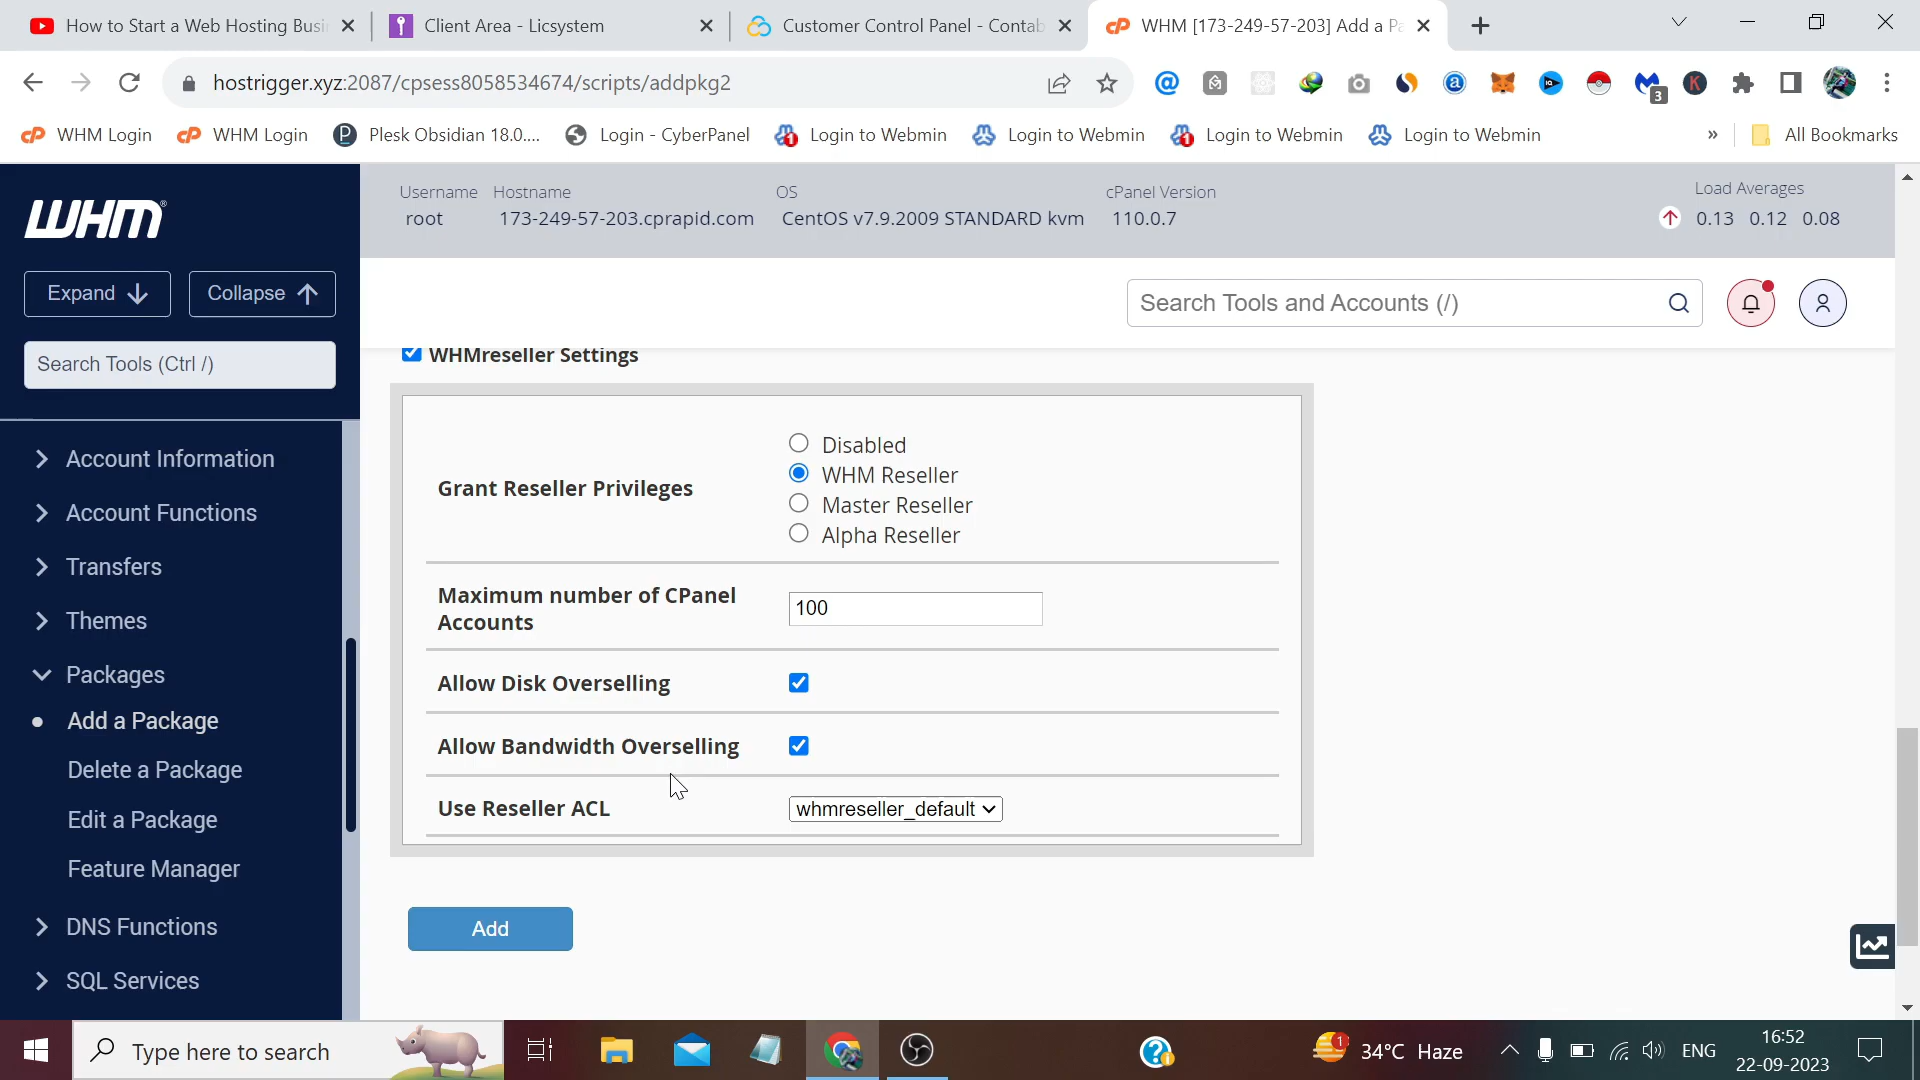 How to Start a Web Hosting Busi
Client Area - Licsystem
Customer Control Panel - Contab
WHM [173-249-57-203] Add a Pa
hostrigger.xyz:2087/cpsess8058534674/scripts/addpkg2
3
WHM Login
WHM Login
Plesk Obsidian 18.0....
Login - CyberPanel
Login to Webmin
Login to Webmin
Login to Webmin
Login to Webmin
»
All Bookmarks
WHM
Username
Hostname
OS
cPanel Version
Load Averages
root
173-249-57-203.cprapid.com
CentOS v7.9.2009 STANDARD kvm
110.0.7
0.13 0.12 0.08
Expand
Collapse
Search Tools and Accounts (/)
Search Tools (Ctrl /)
Account Information
Account Functions
Transfers
Themes
Packages
Add a Package
Delete a Package
Edit a Package
Feature Manager
DNS Functions
SQL Services
WHMreseller Settings
Grant Reseller Privileges
Disabled
WHM Reseller
Master Reseller
Alpha Reseller
Maximum number of CPanel
Accounts
100
Allow Disk Overselling
Allow Bandwidth Overselling
Use Reseller ACL
whmreseller_default
Add
Type here to search
1
34°C Haze
ENG
16:52
22-09-2023